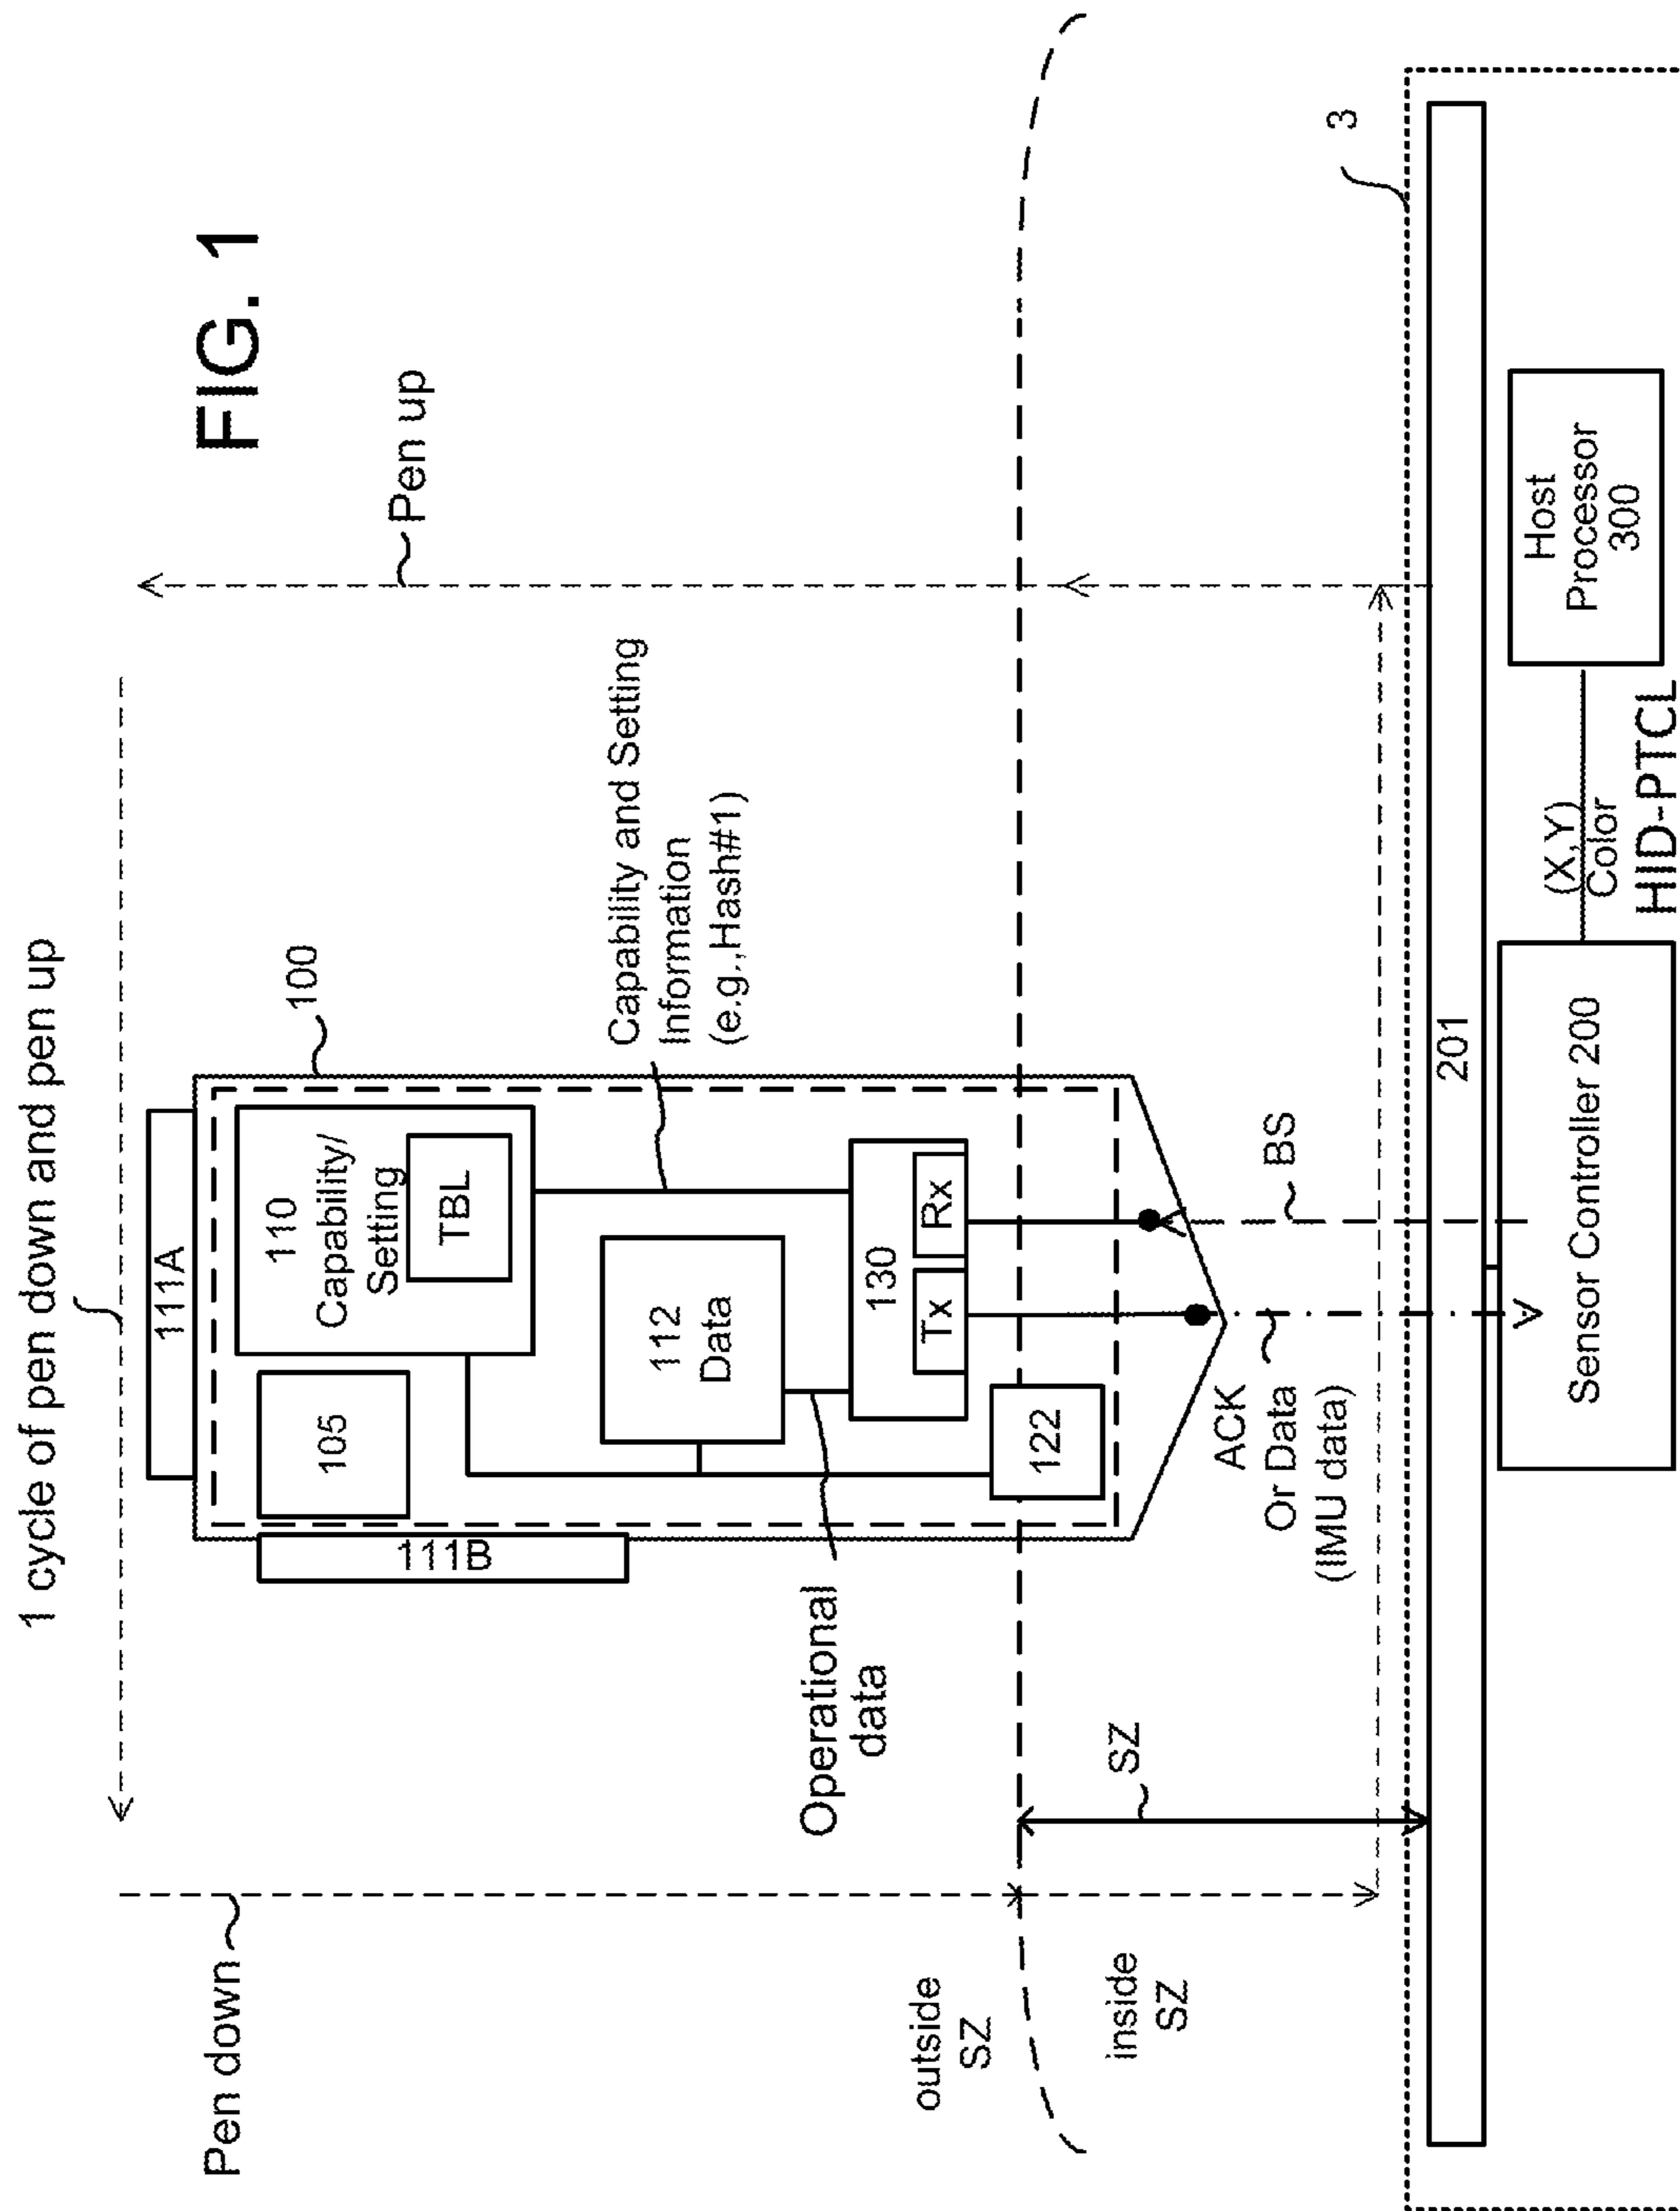 FIG. 1
1 cycle of pen down and pen up
Pen down
Pen up
111A
100
110
Capability/
Setting
TBL
105
111B
112
Data
Capability and Setting
Information
(e.g.,Hash#1)
130
Tx
Rx
Operational
data
122
outside
SZ
inside
SZ
SZ
ACK
Or Data
(IMU data)
BS
3
201
Sensor Controller 200
(X,Y)
Color
HID-PTCL
Host
Processor
300